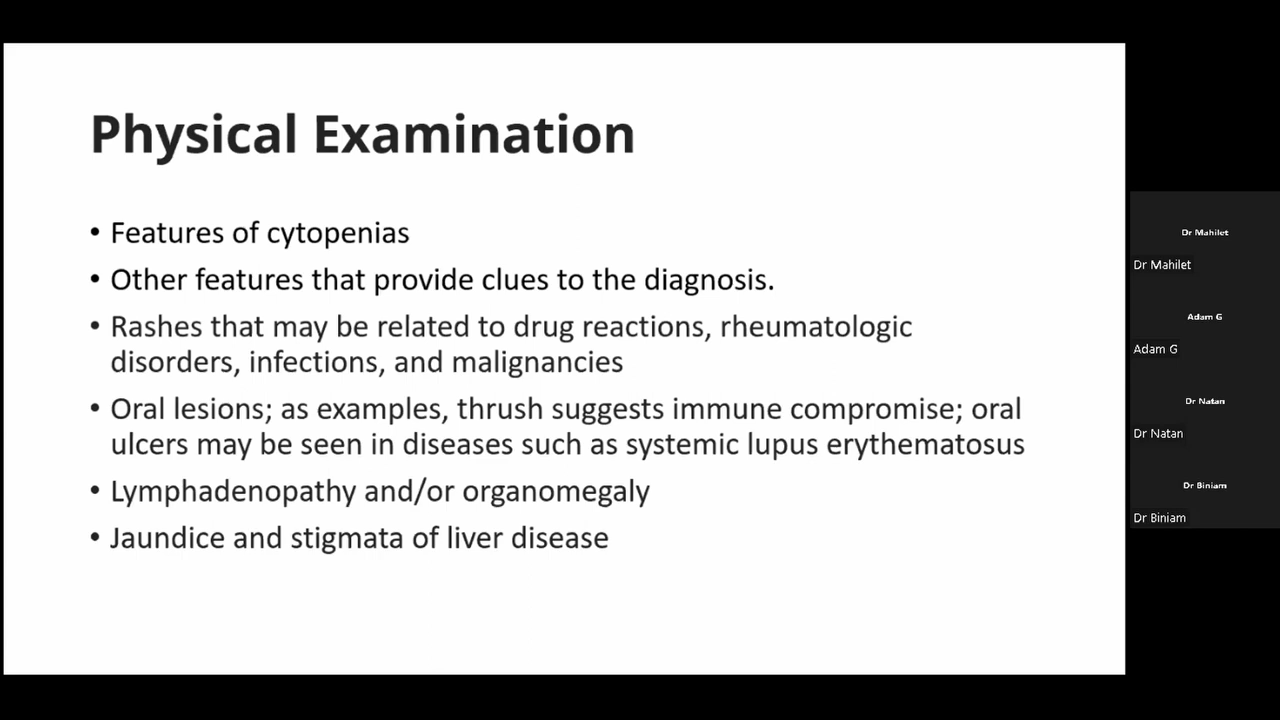 Physical Examination
• Features of cytopenias
• Other features that provide clues to the diagnosis.
• Rashes that may be related to drug reactions, rheumatologic
disorders, infections, and malignancies
• Oral lesions; as examples, thrush suggests immune compromise; oral
ulcers may be seen in diseases such as systemic lupus erythematosus
• Lymphadenopathy and/or organomegaly
• Jaundice and stigmata of liver disease
Dr Mahilet
Dr Mahilet
Adam G
Adam G
Dr Natan
Dr Natan
Dr Biniam
Dr Biniam